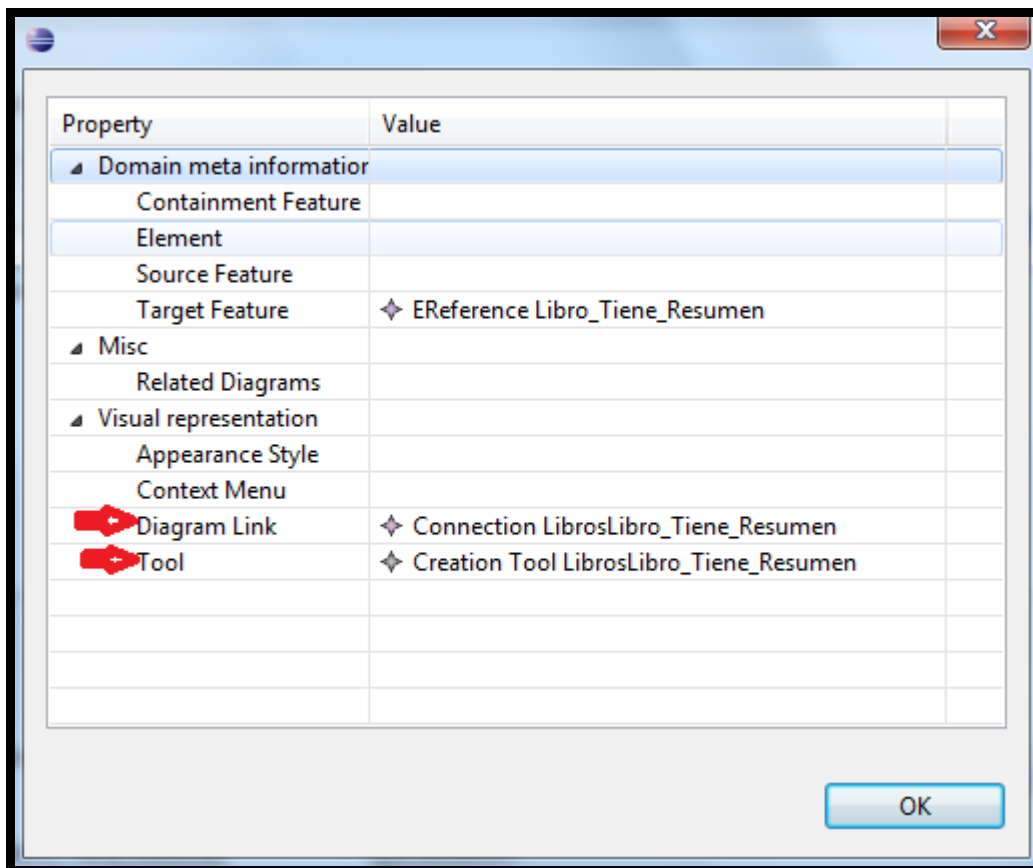 Property Value
Domain meta information
Containment Feature
Element
Source Feature
Target Feature EReference Libro_Tiene_Resumen
Misc
Related Diagrams
Visual representation
Appearance Style
Context Menu
Diagram Link Connection LibrosLibro_Tiene_Resumen
Tool Creation Tool LibrosLibro_Tiene_Resumen
OK